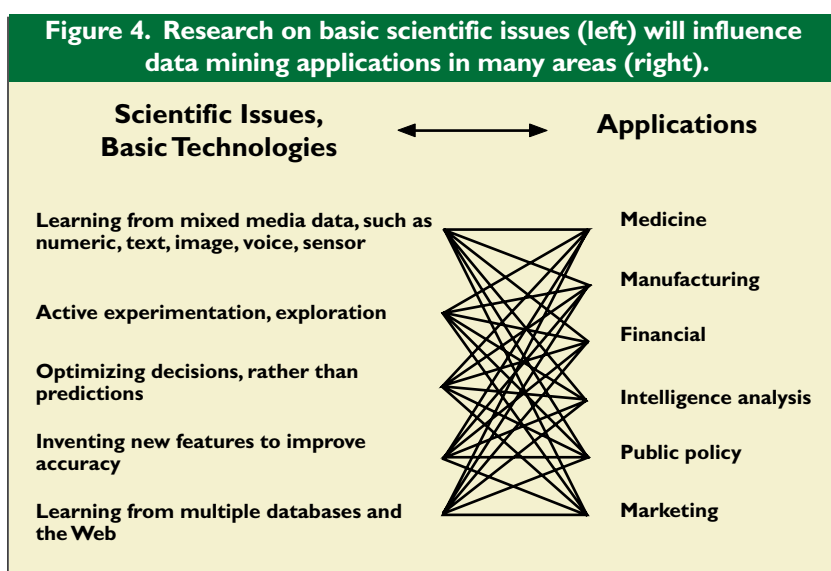 Figure 4. Research on basic scientific issues (left) will influence
data mining applications in many areas (right).
Scientific Issues,
Basic Technologies
Applications
Learning from mixed media data, such as
numeric, text, image, voice, sensor
Active experimentation, exploration
Optimizing decisions, rather than
predictions
Inventing new features to improve
accuracy
Learning from multiple databases and
the Web
Medicine
Manufacturing
Financial
Intelligence analysis
Public policy
Marketing